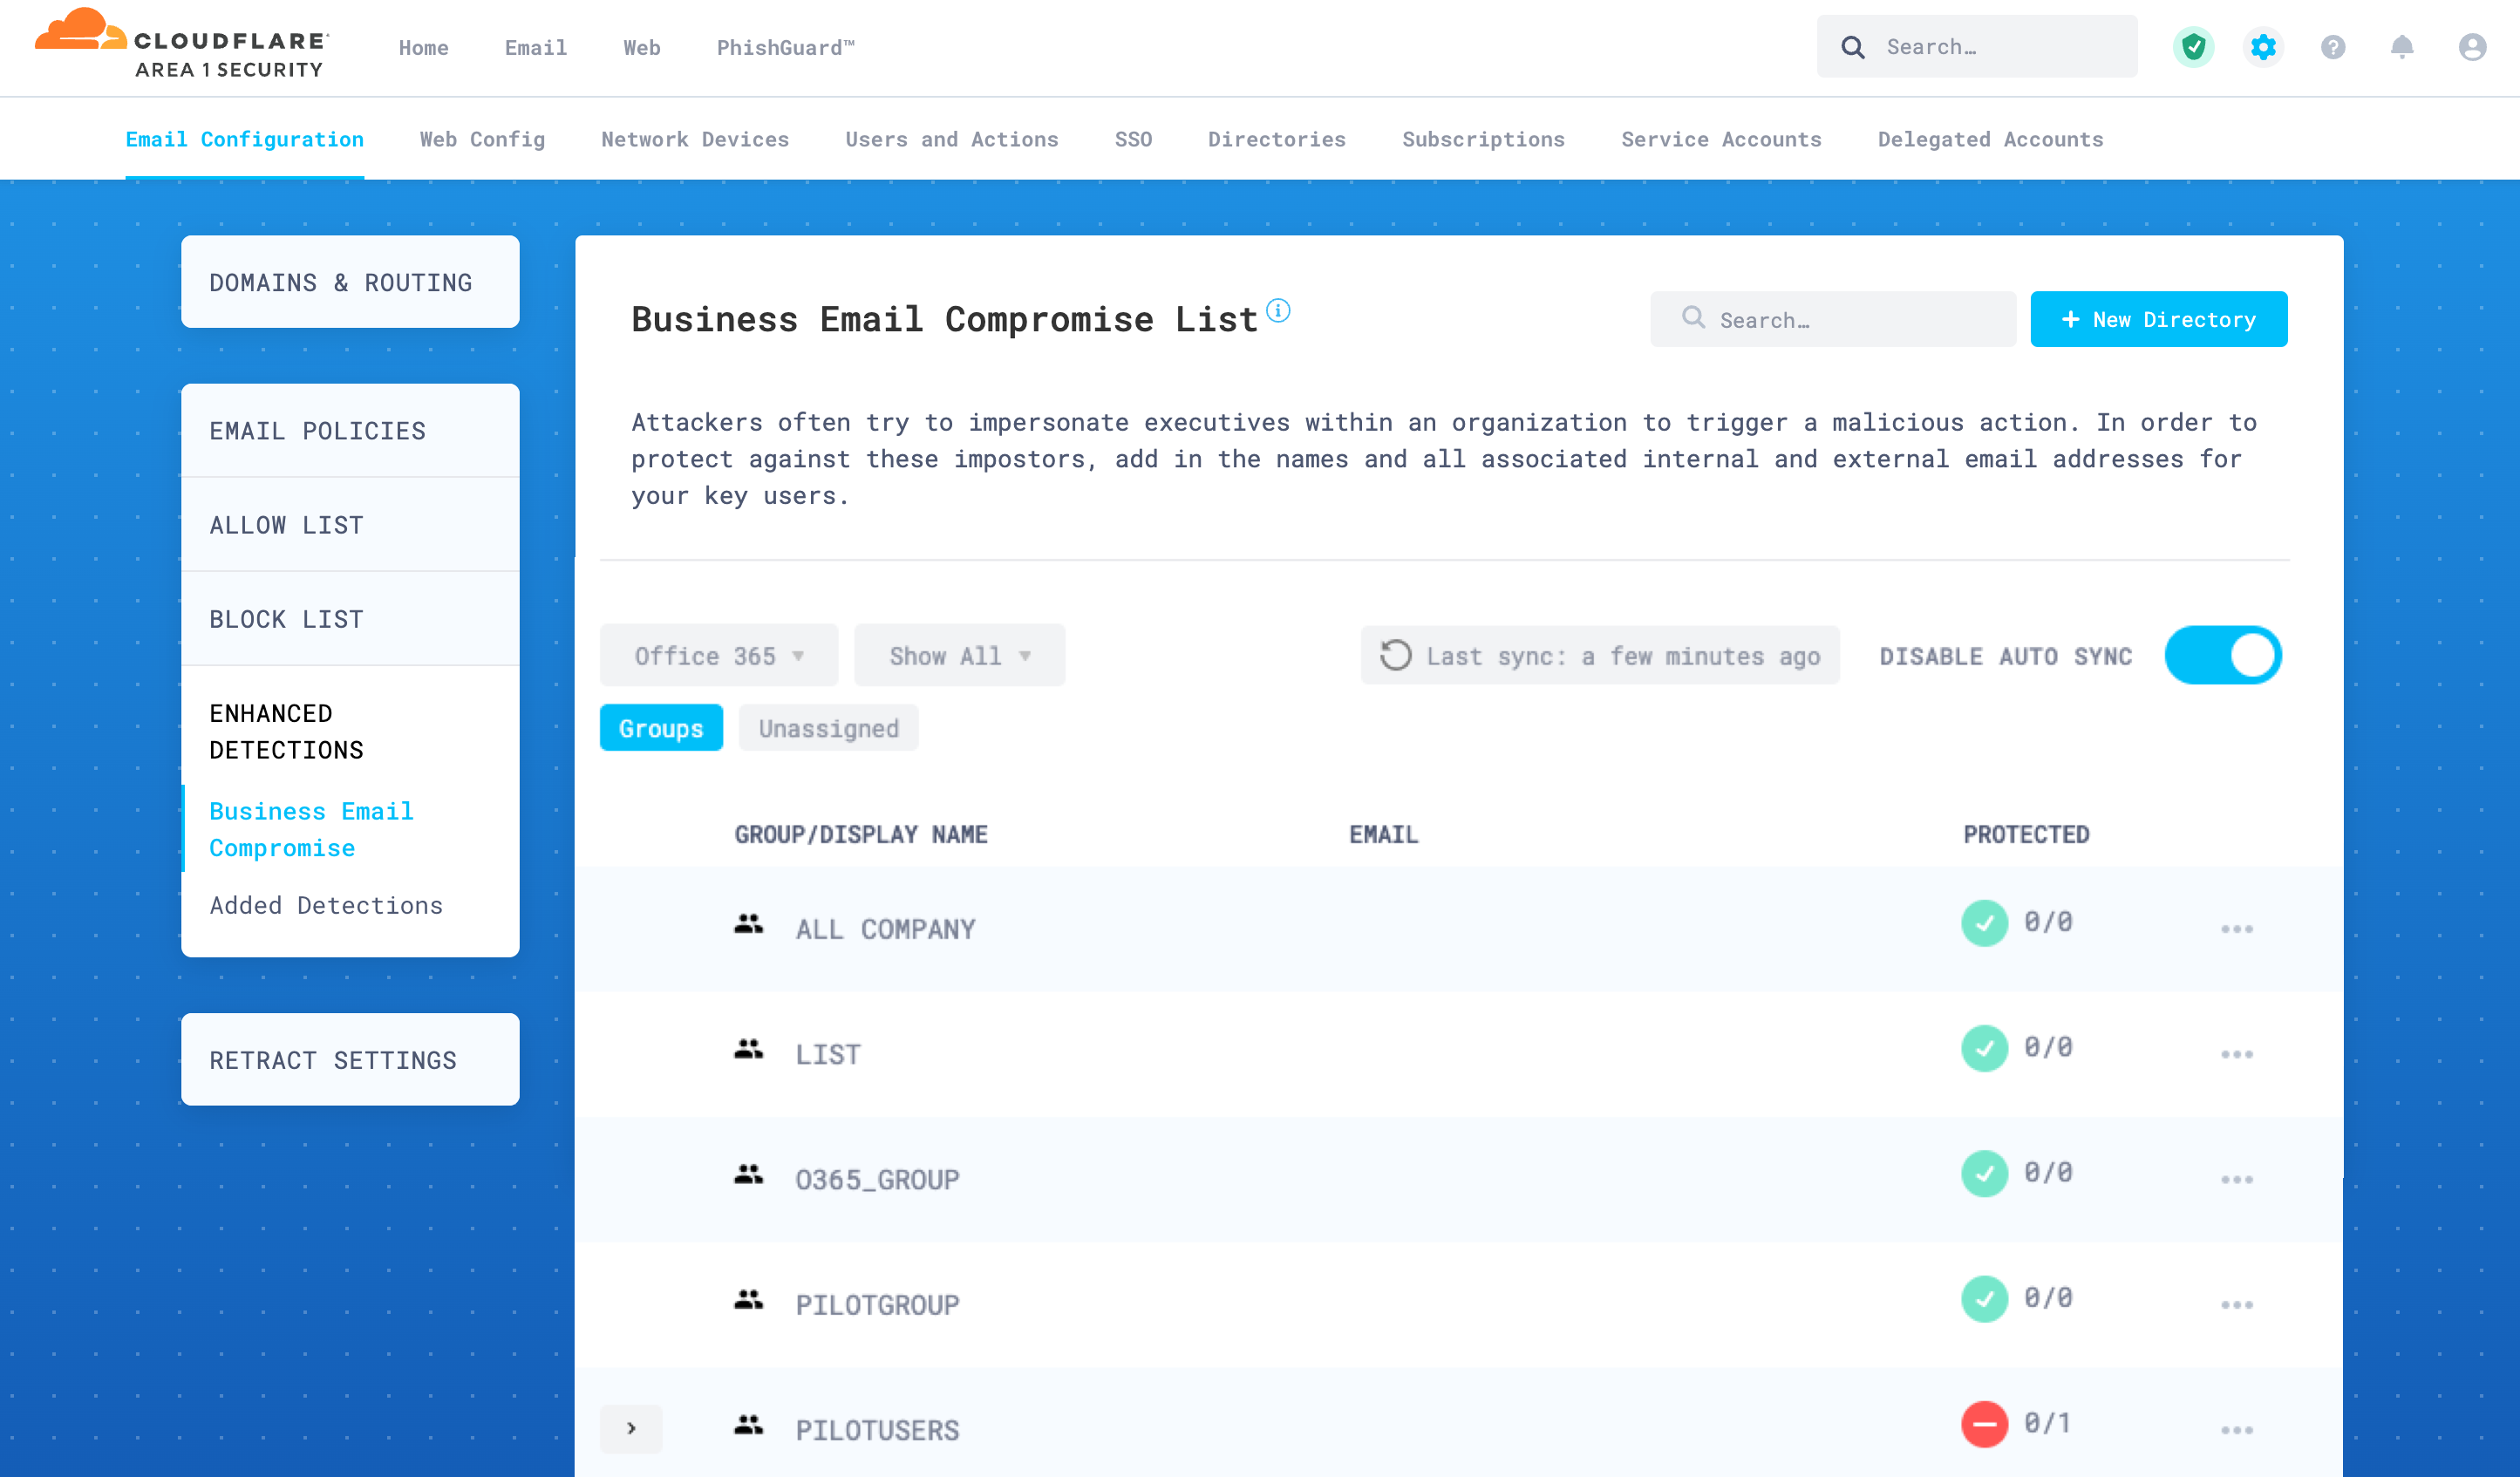 CLOUDFLARE
AREA 1 SECURITY
Home
Email
Web
PhishGuard™
Search…
Email Configuration
Web Config
Network Devices
Users and Actions
SSO
Directories
Subscriptions
Service Accounts
Delegated Accounts
DOMAINS & ROUTING
EMAIL POLICIES
ALLOW LIST
BLOCK LIST
ENHANCED
DETECTIONS
Business Email
Compromise
Added Detections
RETRACT SETTINGS
Business Email Compromise List
Search…
+ New Directory
Attackers often try to impersonate executives within an organization to trigger a malicious action. In order to
protect against these impostors, add in the names and all associated internal and external email addresses for
your key users.
Office 365
Show All
Last sync: a few minutes ago
DISABLE AUTO SYNC
Groups
Unassigned
GROUP/DISPLAY NAME
EMAIL
PROTECTED
ALL COMPANY
0/0
LIST
0/0
O365_GROUP
0/0
PILOTGROUP
0/0
PILOTUSERS
0/1